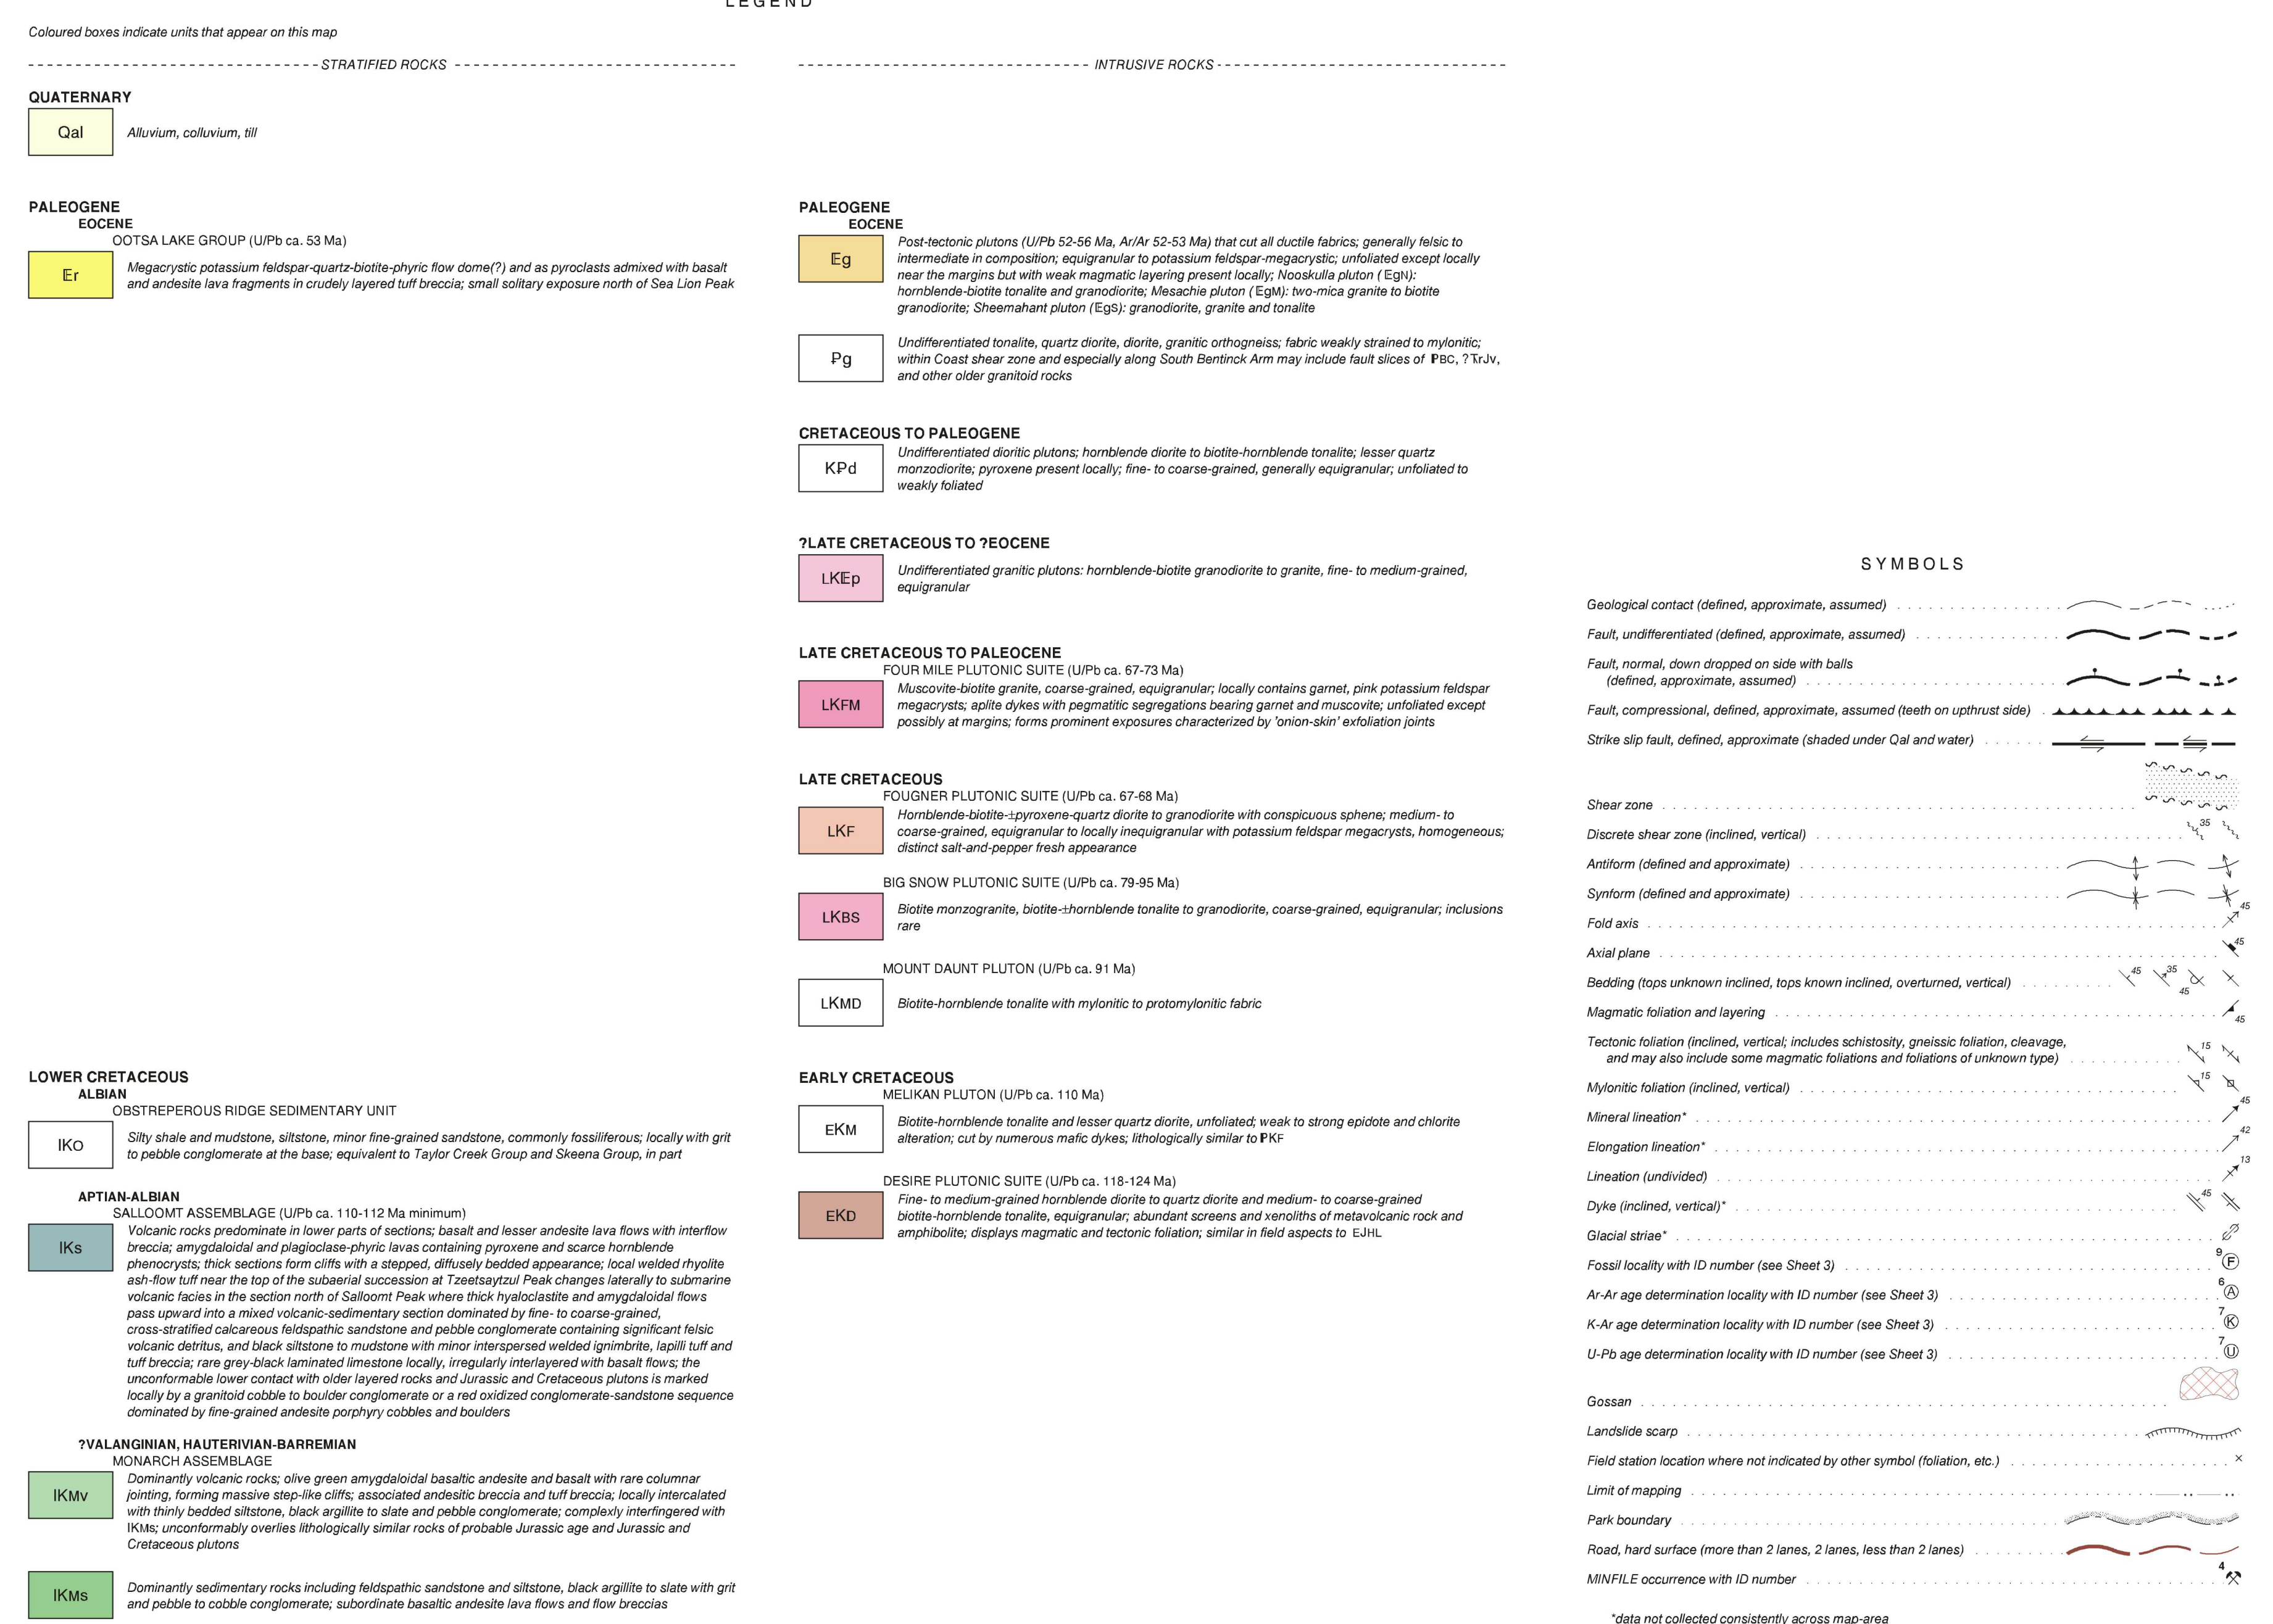 LEGEND
Coloured boxes indicate units that appear on this map
STRATIFIED ROCKS
QUATERNARY
Qal
Alluvium, colluvium, till
PALEOGENE
EOCENE
OOTSA LAKE GROUP (U/Pb ca. 53 Ma)
Er
Megacrystic potassium feldspar-quartz-biotite-phyric flow dome(?) and as pyroclasts admixed with basalt
and andesite lava fragments in crudely layered tuff breccia; small solitary exposure north of Sea Lion Peak
LOWER CRETACEOUS
ALBIAN
OBSTREPEROUS RIDGE SEDIMENTARY UNIT
lKO
Silty shale and mudstone, siltstone, minor fine-grained sandstone, commonly fossiliferous; locally with grit
to pebble conglomerate at the base; equivalent to Taylor Creek Group and Skeena Group, in part
APTIAN-ALBIAN
SALLOOMT ASSEMBLAGE (U/Pb ca. 110-112 Ma minimum)
lKs
Volcanic rocks predominate in lower parts of sections; basalt and lesser andesite lava flows with interflow
breccia; amygdaloidal and plagioclase-phyric lavas containing pyroxene and scarce hornblende
phenocrysts; thick sections form cliffs with a stepped, diffusely bedded appearance; local welded rhyolite
ash-flow tuff near the top of the subaerial succession at Tzeetsaytzul Peak changes laterally to submarine
volcanic facies in the section north of Salloomt Peak where thick hyaloclastite and amygdaloidal flows
pass upward into a mixed volcanic-sedimentary section dominated by fine- to coarse-grained,
cross-stratified calcareous feldspathic sandstone and pebble conglomerate containing significant felsic
volcanic detritus, and black siltstone to mudstone with minor interspersed welded ignimbrite, lapilli tuff and
tuff breccia; rare grey-black laminated limestone locally, irregularly interlayered with basalt flows; the
unconformable lower contact with older layered rocks and Jurassic and Cretaceous plutons is marked
locally by a granitoid cobble to boulder conglomerate or a red oxidized conglomerate-sandstone sequence
dominated by fine-grained andesite porphyry cobbles and boulders
?VALANGINIAN, HAUTERIVIAN-BARREMIAN
MONARCH ASSEMBLAGE
lKMv
Dominantly volcanic rocks; olive green amygdaloidal basaltic andesite and basalt with rare columnar
jointing, forming massive step-like cliffs; associated andesitic breccia and tuff breccia; locally intercalated
with thinly bedded siltstone, black argillite to slate and pebble conglomerate; complexly interfingered with
lKMs; unconformably overlies lithologically similar rocks of probable Jurassic age and Jurassic and
Cretaceous plutons
lKMs
Dominantly sedimentary rocks including feldspathic sandstone and siltstone, black argillite to slate with grit
and pebble to cobble conglomerate; subordinate basaltic andesite lava flows and flow breccias
INTRUSIVE ROCKS
PALEOGENE
EOCENE
Eg
Post-tectonic plutons (U/Pb 52-56 Ma, Ar/Ar 52-53 Ma) that cut all ductile fabrics; generally felsic to
intermediate in composition; equigranular to potassium feldspar-megacrystic; unfoliated except locally
near the margins but with weak magmatic layering present locally; Nooskulla pluton (EgN):
hornblende-biotite tonalite and granodiorite; Mesachie pluton (EgM): two-mica granite to biotite
granodiorite; Sheemahant pluton (EgS): granodiorite, granite and tonalite
Pg
Undifferentiated tonalite, quartz diorite, diorite, granitic orthogneiss; fabric weakly strained to mylonitic;
within Coast shear zone and especially along South Bentinck Arm may include fault slices of PBC, ?TrJv,
and other older granitoid rocks
CRETACEOUS TO PALEOGENE
KPd
Undifferentiated dioritic plutons; hornblende diorite to biotite-hornblende tonalite; lesser quartz
monzodiorite; pyroxene present locally; fine- to coarse-grained, generally equigranular; unfoliated to
weakly foliated
?LATE CRETACEOUS TO ?EOCENE
LKEp
Undifferentiated granitic plutons: hornblende-biotite granodiorite to granite, fine- to medium-grained,
equigranular
LATE CRETACEOUS TO PALEOCENE
FOUR MILE PLUTONIC SUITE (U/Pb ca. 67-73 Ma)
LKFM
Muscovite-biotite granite, coarse-grained, equigranular; locally contains garnet, pink potassium feldspar
megacrysts; aplite dykes with pegmatitic segregations bearing garnet and muscovite; unfoliated except
possibly at margins; forms prominent exposures characterized by 'onion-skin' exfoliation joints
LATE CRETACEOUS
FOUGNER PLUTONIC SUITE (U/Pb ca. 67-68 Ma)
LKF
Hornblende-biotite-±pyroxene-quartz diorite to granodiorite with conspicuous sphene; medium- to
coarse-grained, equigranular to locally inequigranular with potassium feldspar megacrysts, homogeneous;
distinct salt-and-pepper fresh appearance
BIG SNOW PLUTONIC SUITE (U/Pb ca. 79-95 Ma)
LKBS
Biotite monzogranite, biotite-±hornblende tonalite to granodiorite, coarse-grained, equigranular; inclusions
rare
MOUNT DAUNT PLUTON (U/Pb ca. 91 Ma)
LKMD
Biotite-hornblende tonalite with mylonitic to protomylonitic fabric
EARLY CRETACEOUS
MELIKAN PLUTON (U/Pb ca. 110 Ma)
EKM
Biotite-hornblende tonalite and lesser quartz diorite, unfoliated; weak to strong epidote and chlorite
alteration; cut by numerous mafic dykes; lithologically similar to PKF
DESIRE PLUTONIC SUITE (U/Pb ca. 118-124 Ma)
EKD
Fine- to medium-grained hornblende diorite to quartz diorite and medium- to coarse-grained
biotite-hornblende tonalite, equigranular; abundant screens and xenoliths of metavolcanic rock and
amphibolite; displays magmatic and tectonic foliation; similar in field aspects to EJHL
SYMBOLS
Geological contact (defined, approximate, assumed)
Fault, undifferentiated (defined, approximate, assumed)
Fault, normal, down dropped on side with balls
(defined, approximate, assumed)
Fault, compressional, defined, approximate, assumed (teeth on upthrust side)
Strike slip fault, defined, approximate (shaded under Qal and water)
Shear zone
Discrete shear zone (inclined, vertical) 35
Antiform (defined and approximate)
Synform (defined and approximate)
Fold axis 45
Axial plane 45
Bedding (tops unknown inclined, tops known inclined, overturned, vertical) 45 35 45
Magmatic foliation and layering 45
Tectonic foliation (inclined, vertical; includes schistosity, gneissic foliation, cleavage,
and may also include some magmatic foliations and foliations of unknown type) 15
Mylonitic foliation (inclined, vertical) 15
Mineral lineation* 45
Elongation lineation* 42
Lineation (undivided) 13
Dyke (inclined, vertical)* 45
Glacial striae*
Fossil locality with ID number (see Sheet 3) 9 F
Ar-Ar age determination locality with ID number (see Sheet 3) 6 A
K-Ar age determination locality with ID number (see Sheet 3) 7 K
U-Pb age determination locality with ID number (see Sheet 3) 7 U
Gossan
Landslide scarp
Field station location where not indicated by other symbol (foliation, etc.)
Limit of mapping
Park boundary
Road, hard surface (more than 2 lanes, 2 lanes, less than 2 lanes)
MINFILE occurrence with ID number 4
*data not collected consistently across map-area